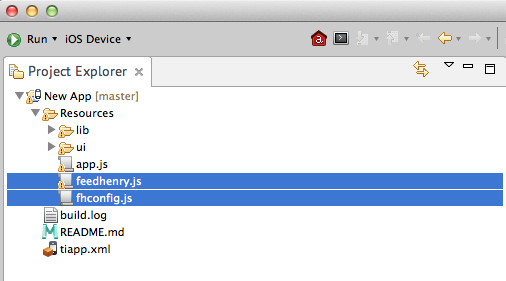 Run iOS Device
Project Explorer
New App [master]
Resources
lib
ui
app.js
feedhenry.js
fhconfig.js
build.log
README.md
tiapp.xml